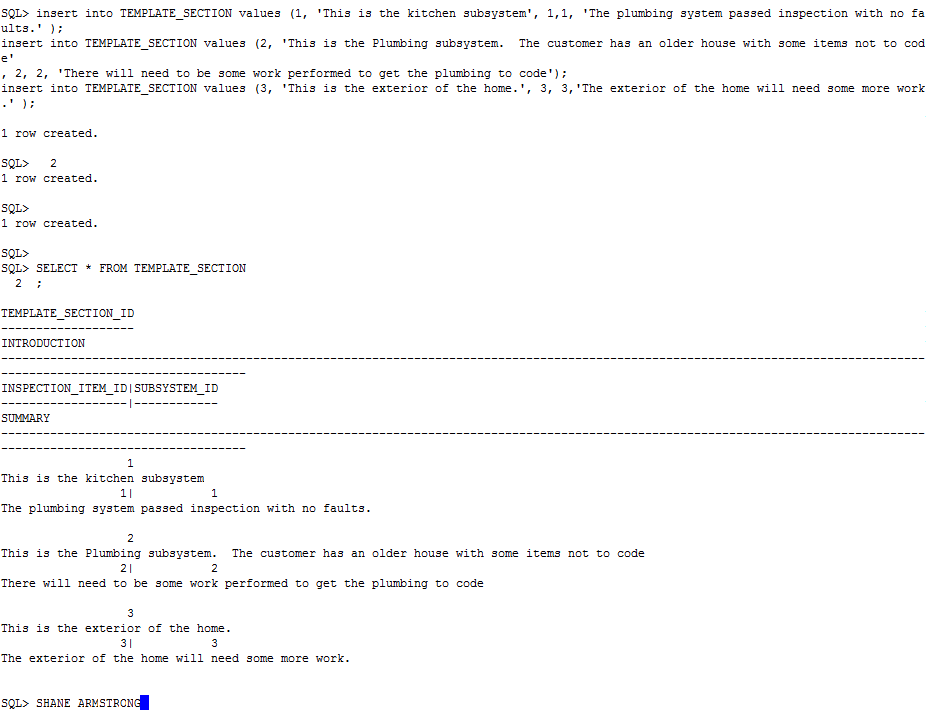 SQL> insert into TEMPLATE_SECTION values (1, 'This is the kitchen subsystem', 1,1, 'The plumbing system passed inspection with no fa
ults.' );
insert into TEMPLATE_SECTION values (2, 'This is the Plumbing subsystem.  The customer has an older house with some items not to cod
e'
, 2, 2, 'There will need to be some work performed to get the plumbing to code');
insert into TEMPLATE_SECTION values (3, 'This is the exterior of the home.', 3, 3,'The exterior of the home will need some more work
.' );
1 row created.
SQL>   2
1 row created.
SQL>
1 row created.
SQL>
SQL> SELECT * FROM TEMPLATE_SECTION
  2  ;
TEMPLATE_SECTION_ID
-------------------
INTRODUCTION
------------------------------------------------------------------------------------------------------------------------------------
-----------------------------------
INSPECTION_ITEM_ID|SUBSYSTEM_ID
------------------|------------
SUMMARY
------------------------------------------------------------------------------------------------------------------------------------
-----------------------------------
                  1
This is the kitchen subsystem
                 1|           1
The plumbing system passed inspection with no faults.
                  2
This is the Plumbing subsystem.  The customer has an older house with some items not to code
                 2|           2
There will need to be some work performed to get the plumbing to code
                  3
This is the exterior of the home.
                 3|           3
The exterior of the home will need some more work.
SQL> SHANE ARMSTRONG